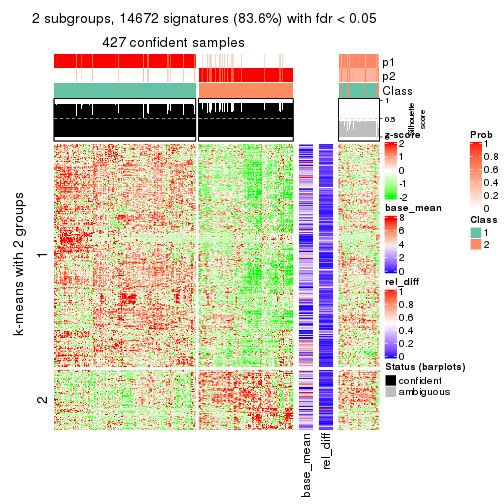 2 subgroups, 14672 signatures (83.6%) with fdr < 0.05
427 confident samples
p1
p2
Class
1
0.5
0
Silhouette
score
k-means with 2 groups
1
2
base_mean
rel_diff
z-score
2
1
0
-1
-2
base_mean
8
6
4
2
0
rel_diff
1
0.8
0.6
0.4
0.2
0
Status (barplots)
confident
ambiguous
Prob
1
0.8
0.6
0.4
0.2
0
Class
1
2